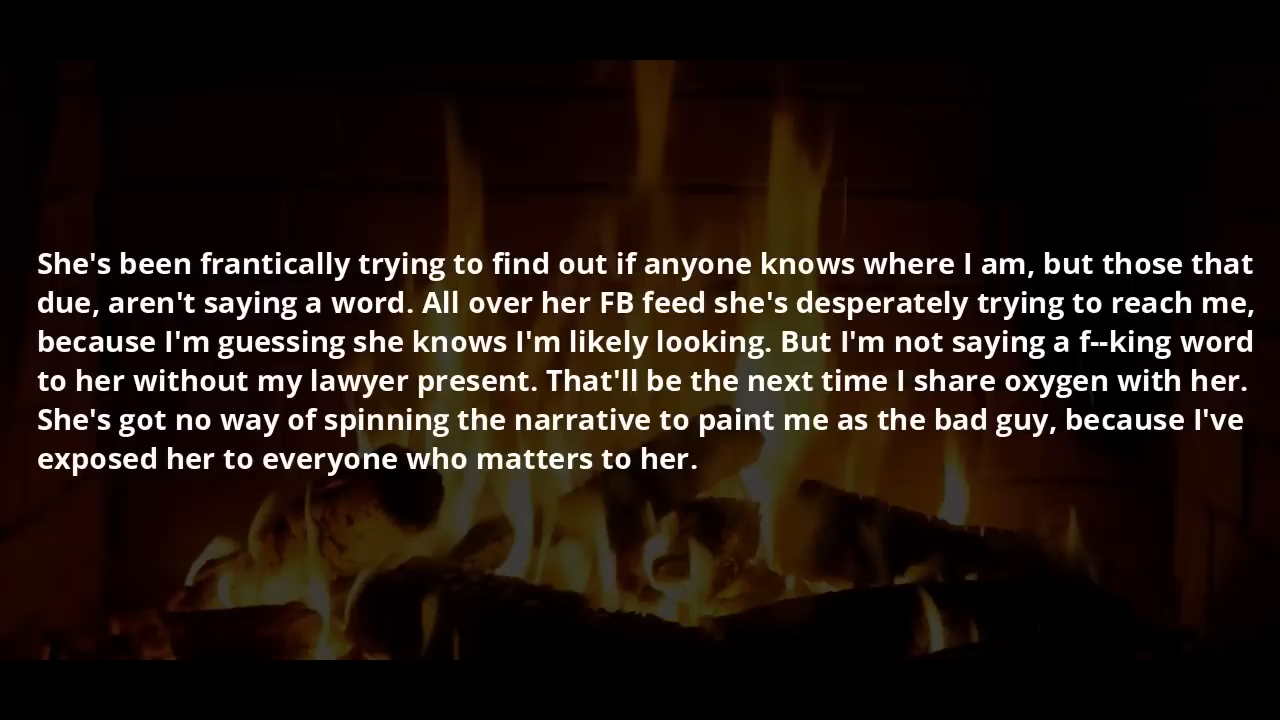 She's been frantically trying to find out if anyone knows where I am, but those that
due, aren't saying a word. All over her FB feed she's desperately trying to reach me,
because I'm guessing she knows I'm likely looking. But I'm not saying a f--king word
to her without my lawyer present. That'll be the next time I share oxygen with her.
She's got no way of spinning the narrative to paint me as the bad guy, because I've
exposed her to everyone who matters to her.